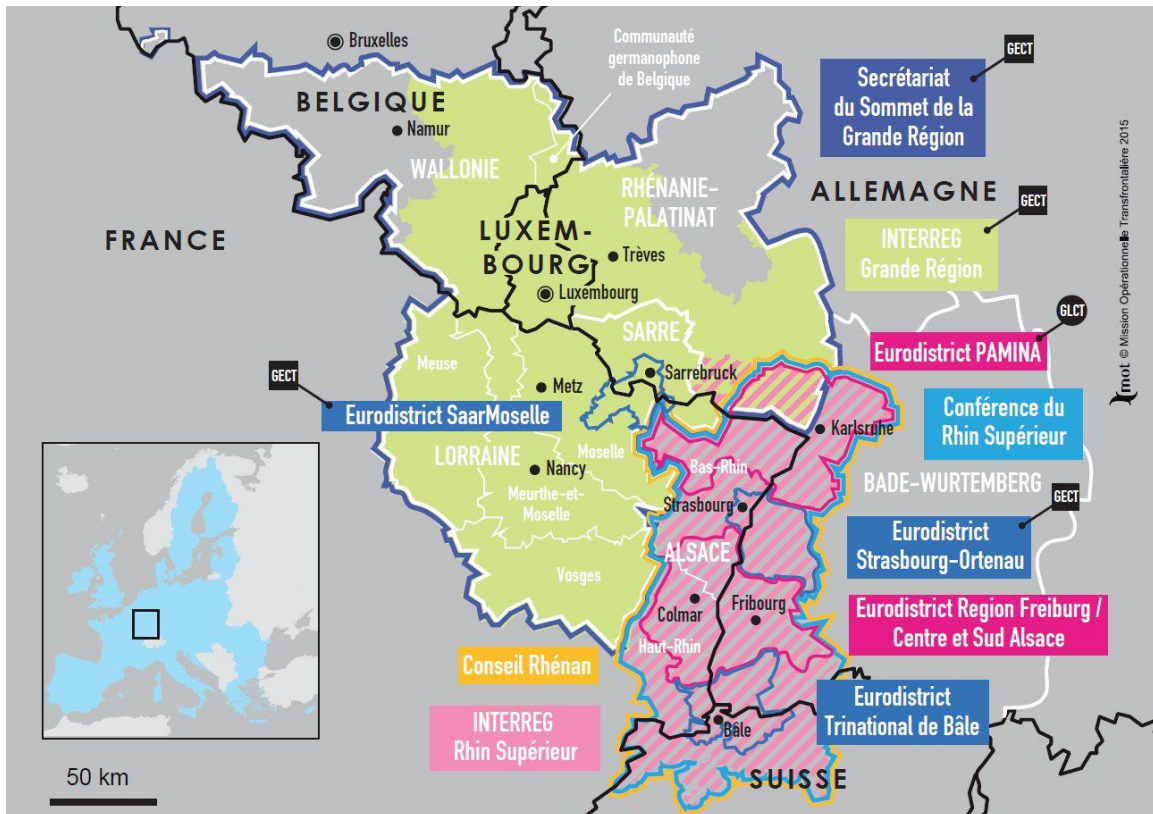 Bruxelles
Communauté
germanophone
de Belgique
GECT
Secrétariat
du Sommet de la
Grande Région
BELGIQUE
Namur
WALLONIE
RHÉNANIE-
PALATINAT
ALLEMAGNE
GECT
FRANCE
LUXEM-
BOURG
Trèves
INTERREG
Grande Région
Luxembourg
SARRE
GLCT
Eurodistrict PAMINA
Meuse
GECT
Metz
Sarrebruck
Eurodistrict SaarMoselle
Conférence du
Rhin Supérieur
Karlsruhe
LORRAINE
Moselle
Nancy
Bas-Rhin
BADE-WURTEMBERG
Meurthe-et-
Moselle
Strasbourg
GECT
Eurodistrict
Strasbourg-Ortenau
ALSACE
Vosges
Colmar
Fribourg
Eurodistrict Region Freiburg /
Centre et Sud Alsace
Haut-Rhin
Conseil Rhénan
Eurodistrict
Trinational de Bâle
INTERREG
Rhin Supérieur
Bâle
SUISSE
50 km
mot © Mission Opérationnelle Transfrontalière 2015